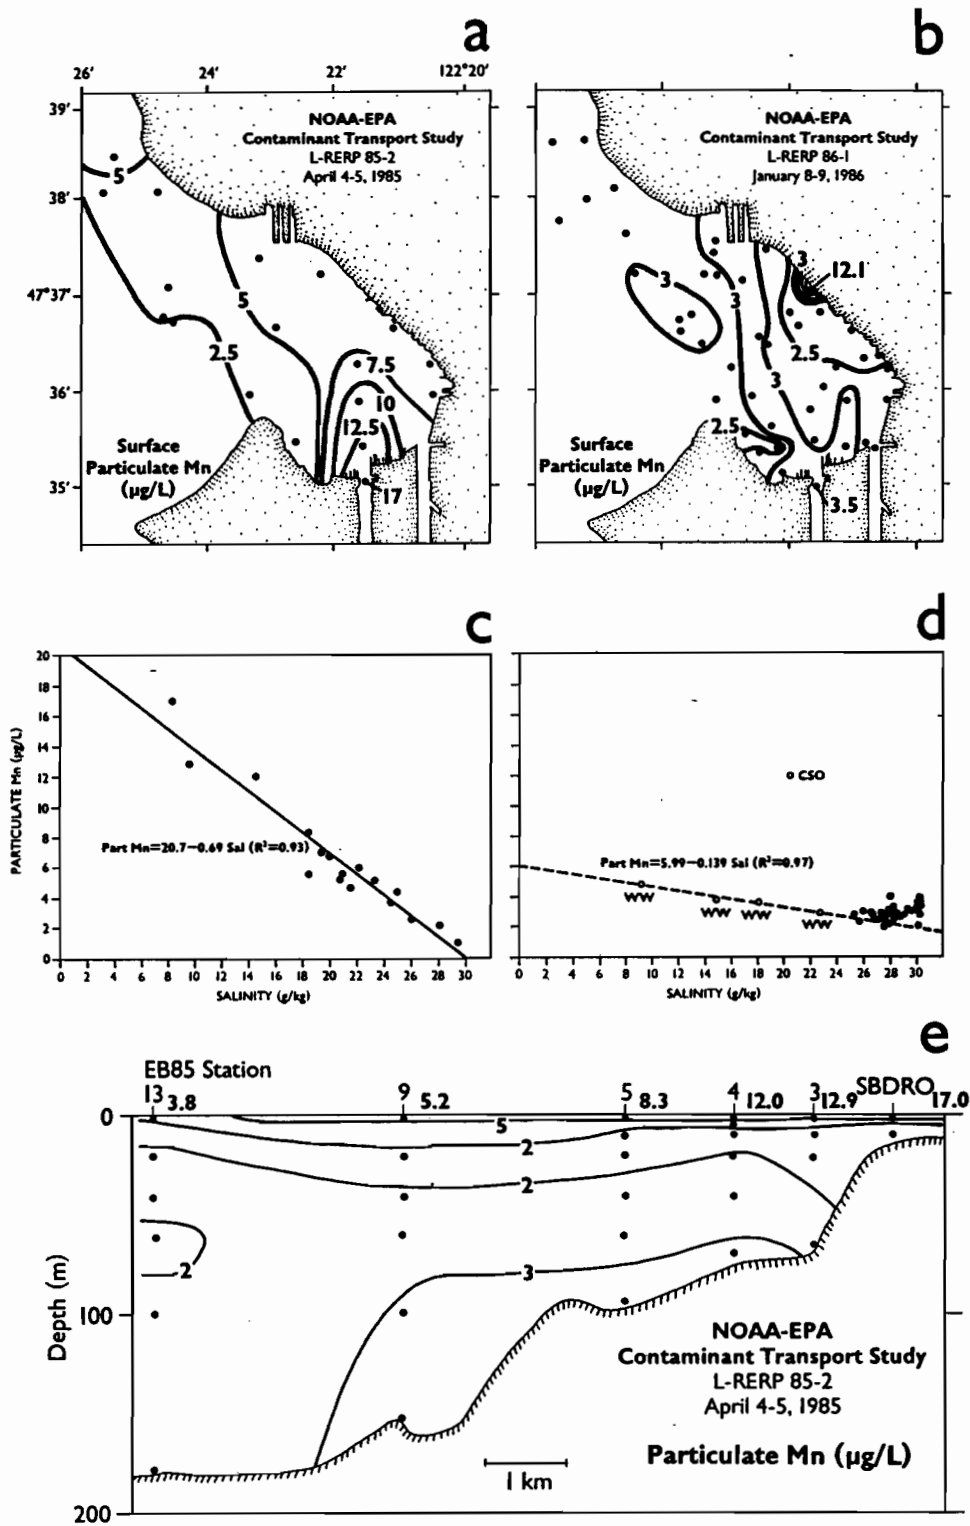 a
26′ 24′ 22′ 122°20′
39′
38′
47°37′
36′
35′
NOAA-EPA
Contaminant Transport Study
L-RERP 85-2
April 4-5, 1985
5
5
2.5
7.5
10
12.5
17
Surface
Particulate Mn
(µg/L)
b
NOAA-EPA
Contaminant Transport Study
L-RERP 86-1
January 8-9, 1986
3
12.1
3
3
2.5
3
2.5
3.5
Surface
Particulate Mn
(µg/L)
c
PARTICULATE Mn (µg/L)
20
18
16
14
12
10
8
6
4
2
0
Part Mn=20.7-0.69 Sal (R²=0.93)
0 2 4 6 8 10 12 14 16 18 20 22 24 26 28 30
SALINITY (g/kg)
d
CSO
Part Mn=5.99-0.139 Sal (R²=0.97)
WW
WW
WW
WW
0 2 4 6 8 10 12 14 16 18 20 22 24 26 28 30
SALINITY (g/kg)
e
EB85 Station
13 3.8 9 5.2 5 8.3 4 12.0 3 12.9 SBDRO 17.0
0
100
200
Depth (m)
5
2
2
2
3
1 km
NOAA-EPA
Contaminant Transport Study
L-RERP 85-2
April 4-5, 1985
Particulate Mn (µg/L)